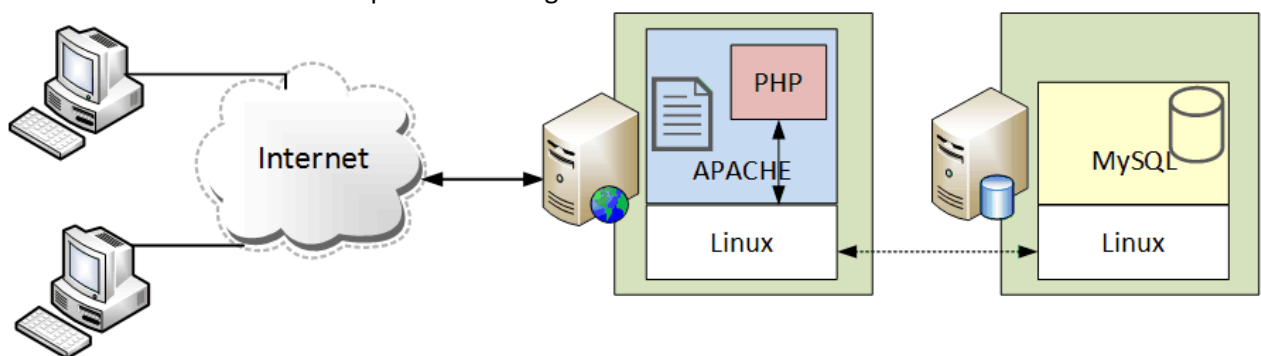 PHP
Internet
APACHE
MySQL
Linux
Linux